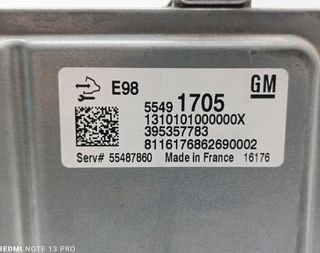 E98
GM
5549 1705
1310101000000X
395357783
8116176862690002
Serv# 55487860 Made in France 16176
REDMI NOTE 13 PRO